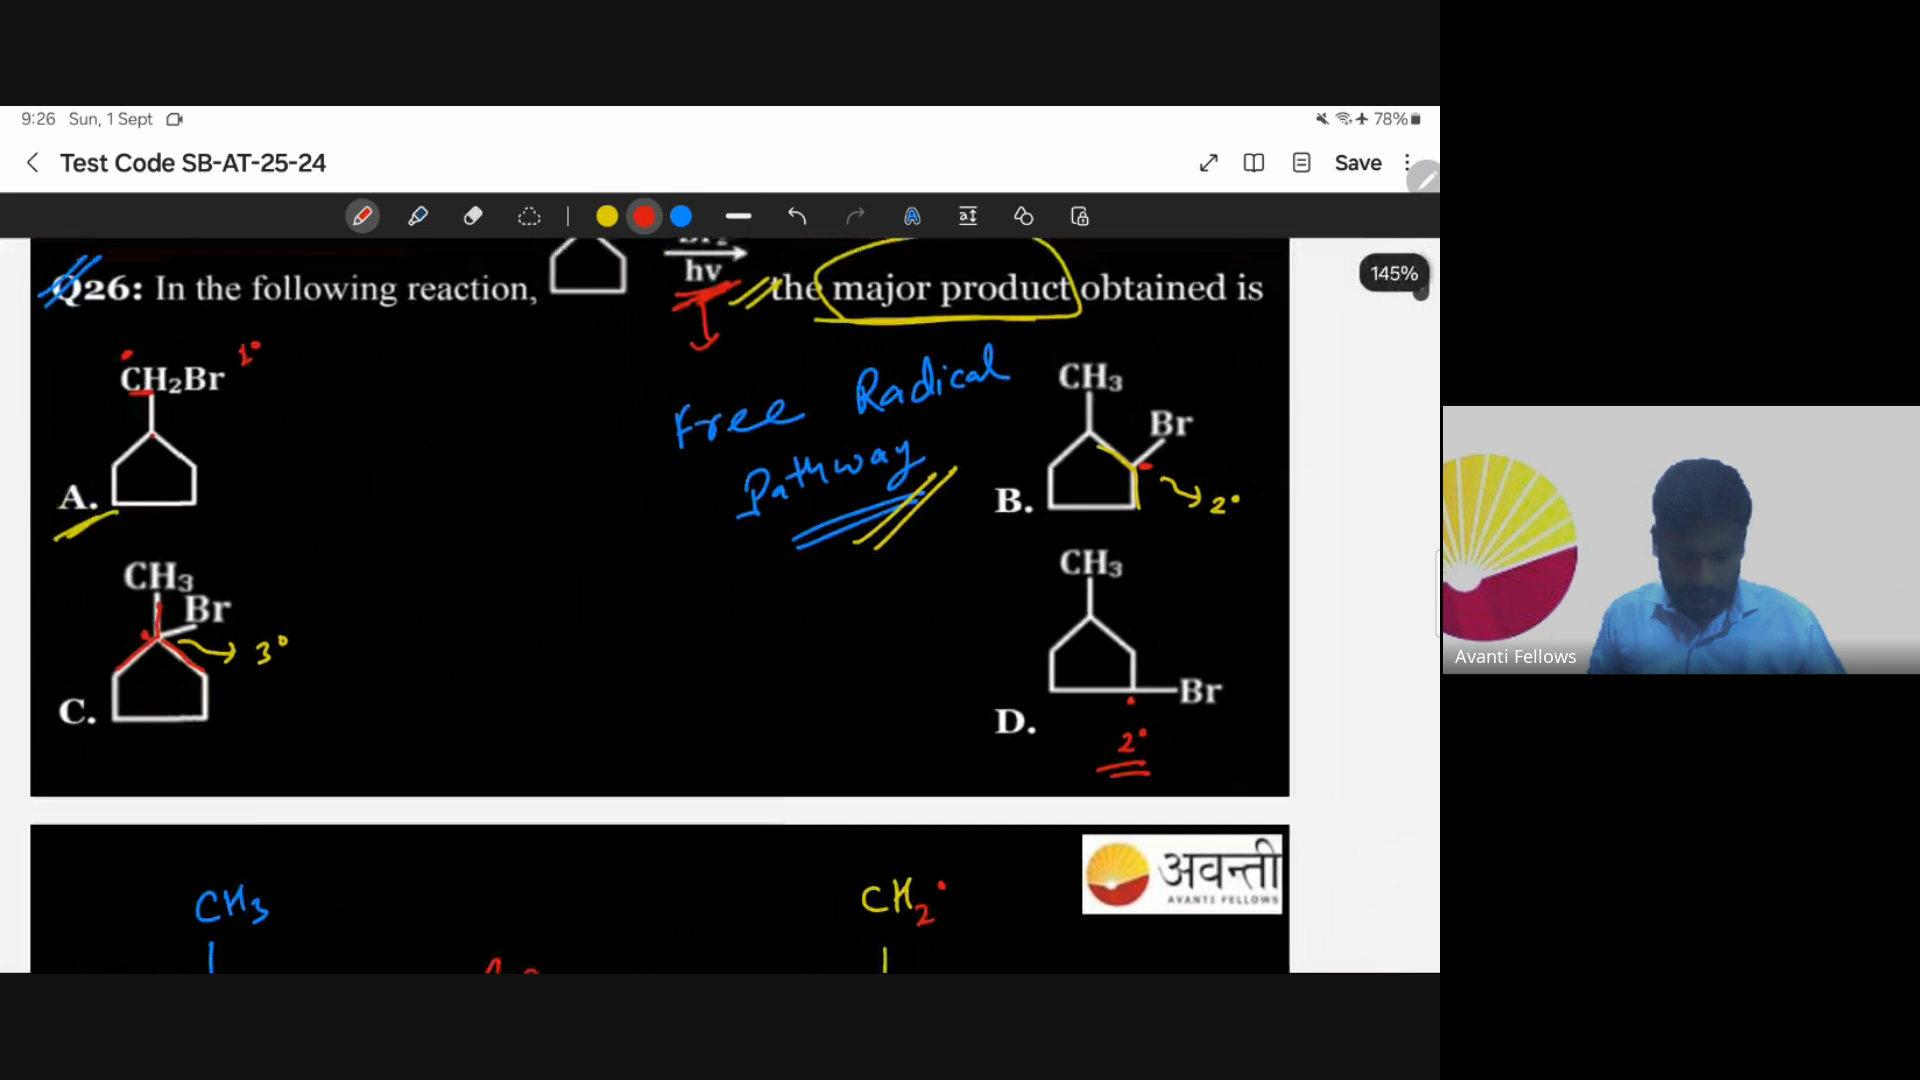 9:26 Sun, 1 Sept
78%
Test Code SB-AT-25-24
Save
145%
Br₂
hv
Q26: In the following reaction, the major product obtained is
CH₂Br 1°
A.
Free Radical
Pathway
CH₃
Br
2°
B.
CH₃
Br
3°
C.
CH₃
Br
D.
2°
अवन्ती
AVANTI FELLOWS
CH₃
CH₂•
Avanti Fellows